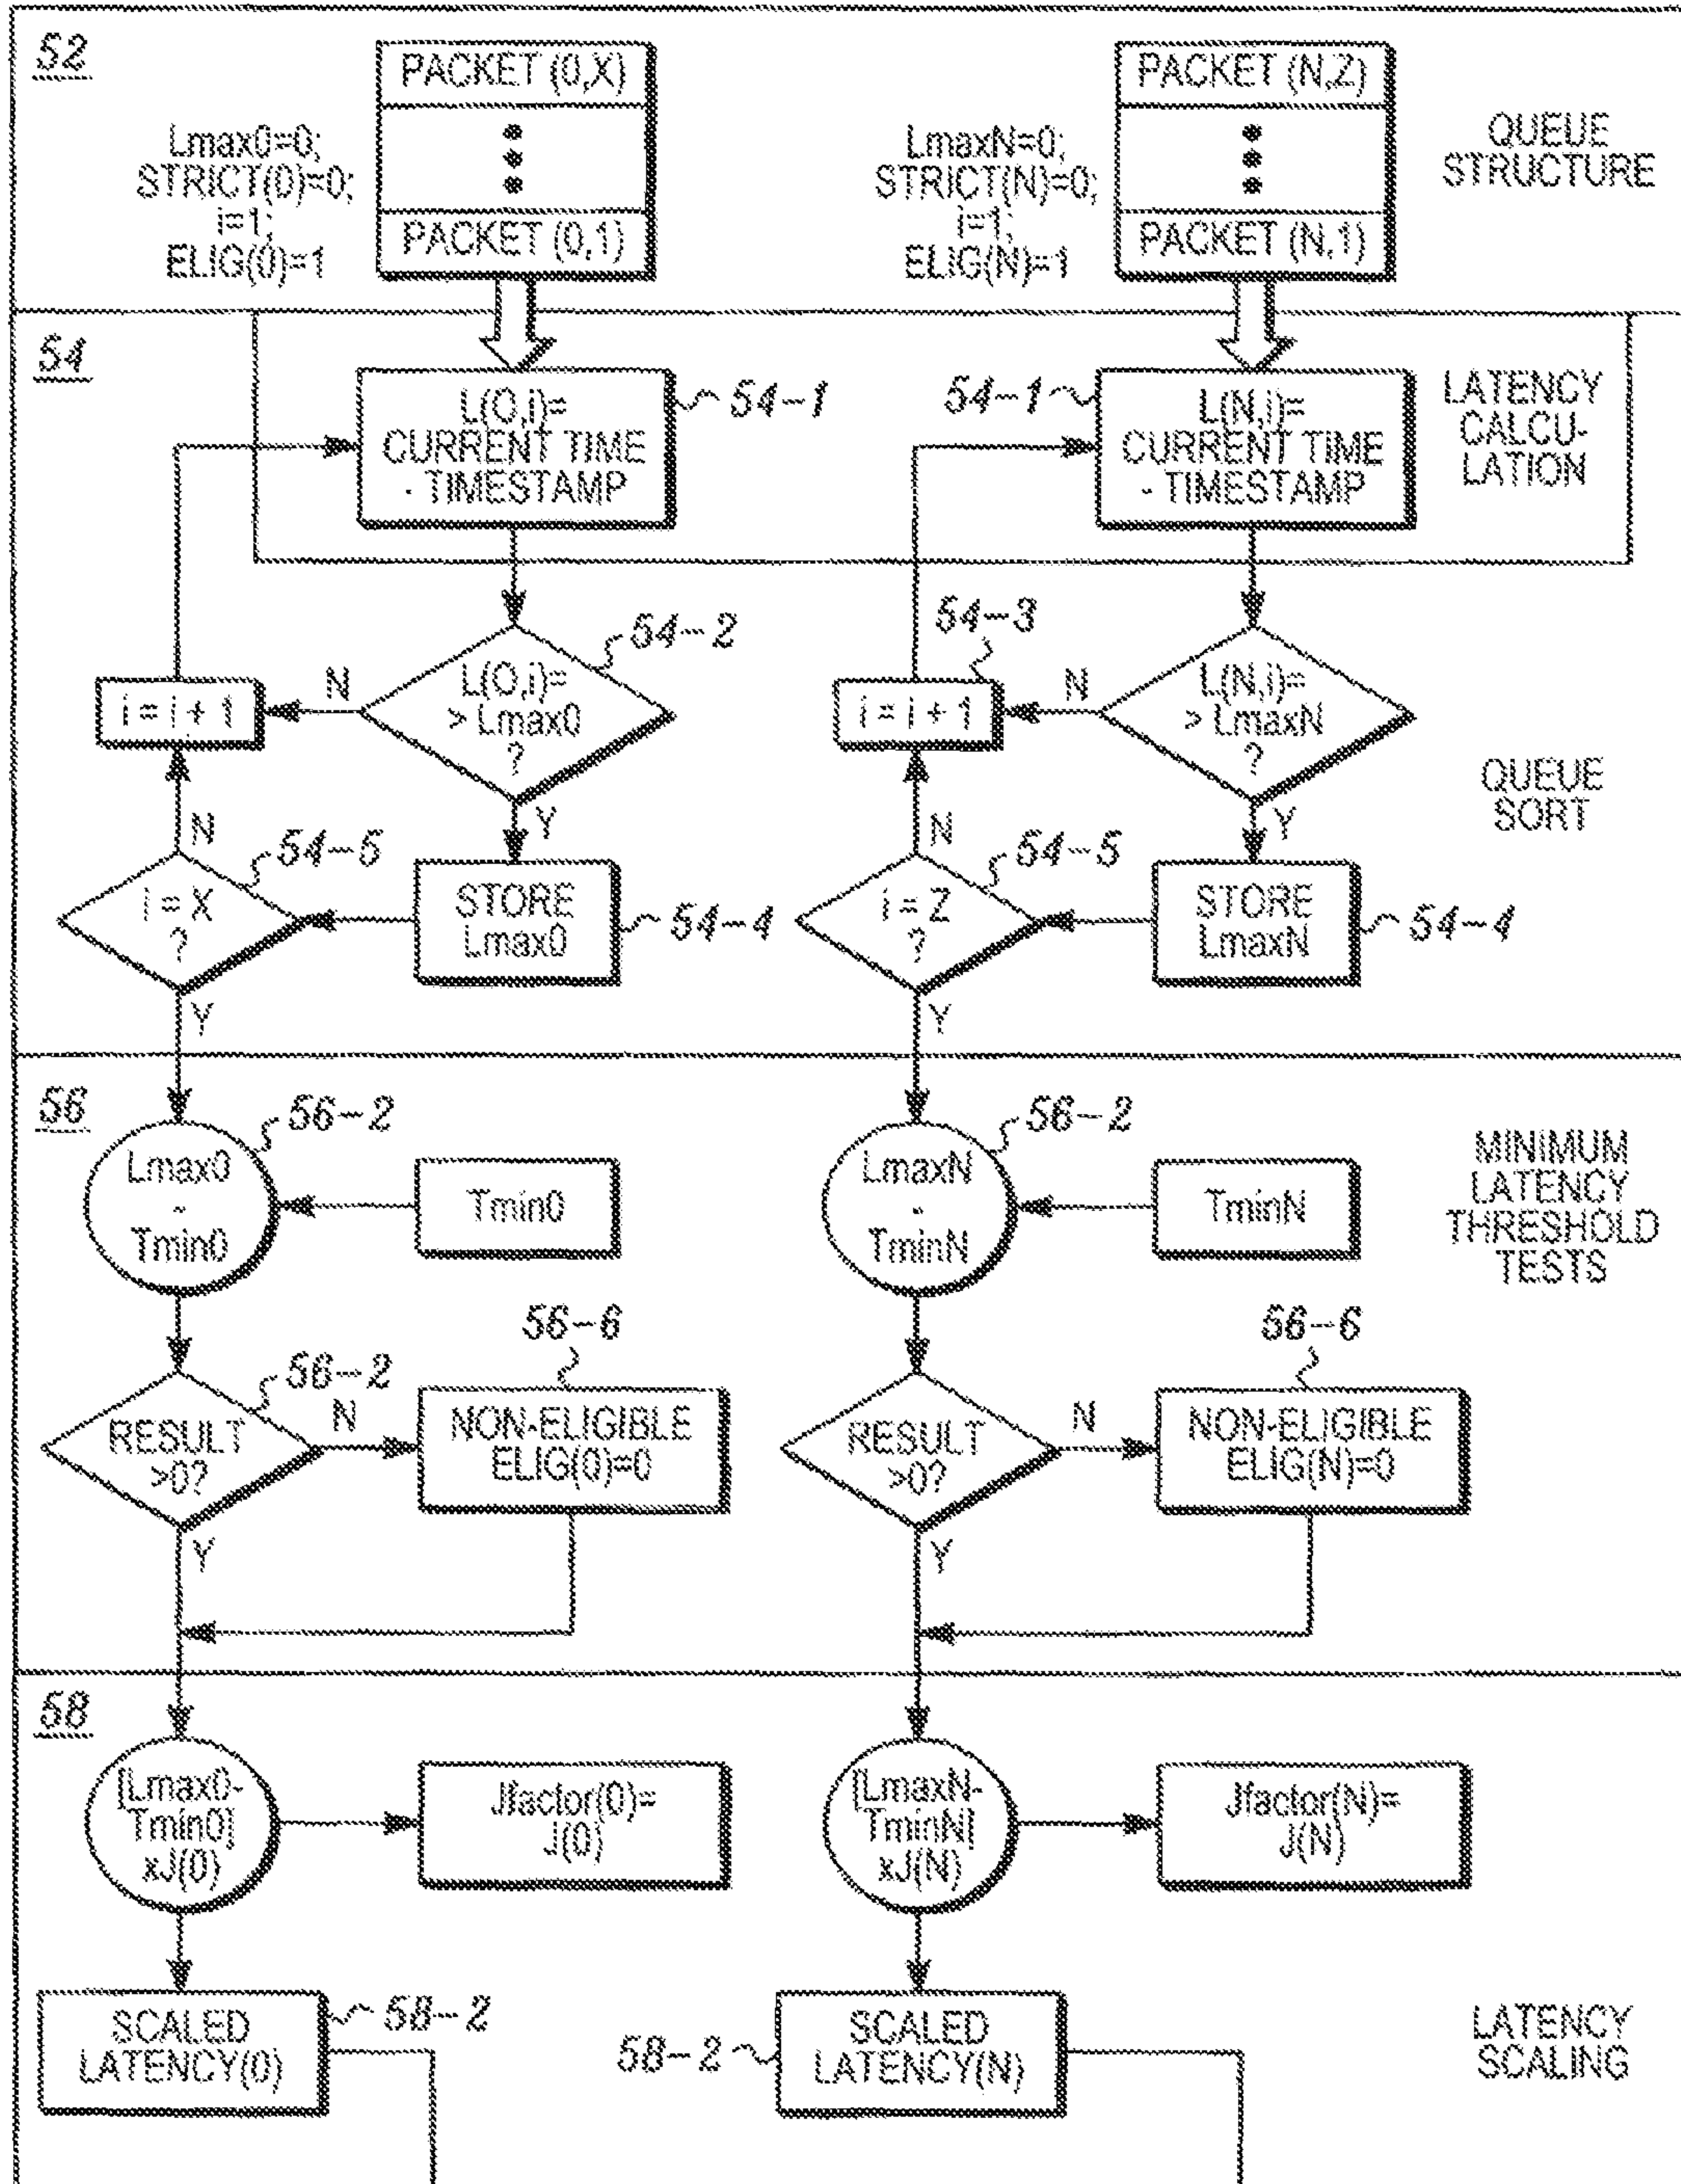 52
PACKET (0,X)
PACKET (N,Z)
Lmax0=0;
STRICT(0)=0;
i=1;
ELIG(0)=1
PACKET (0,1)
LmaxN=0;
STRICT(N)=0;
i=1;
ELIG(N)=1
PACKET (N,1)
QUEUE
STRUCTURE
54
L(O,i)=
CURRENT TIME
- TIMESTAMP
54-1
54-1
L(N,i)=
CURRENT TIME
- TIMESTAMP
LATENCY
CALCU-
LATION
54-2
L(O,i)=
> Lmax0
?
N
i = i + 1
Y
54-3
L(N,i)=
> LmaxN
?
N
i = i + 1
Y
QUEUE
SORT
N
54-5
i = X
?
STORE
Lmax0
54-4
Y
N
54-5
i = Z
?
STORE
LmaxN
54-4
Y
56
56-2
Lmax0
-
Tmin0
Tmin0
56-2
LmaxN
-
TminN
TminN
MINIMUM
LATENCY
THRESHOLD
TESTS
56-2
RESULT
>0?
N
56-6
NON-ELIGIBLE
ELIG(0)=0
Y
RESULT
>0?
N
56-6
NON-ELIGIBLE
ELIG(N)=0
Y
58
[Lmax0-
Tmin0]
xJ(0)
Jfactor(0)=
J(0)
[LmaxN-
TminN]
xJ(N)
Jfactor(N)=
J(N)
SCALED
LATENCY(0)
58-2
58-2
SCALED
LATENCY(N)
LATENCY
SCALING